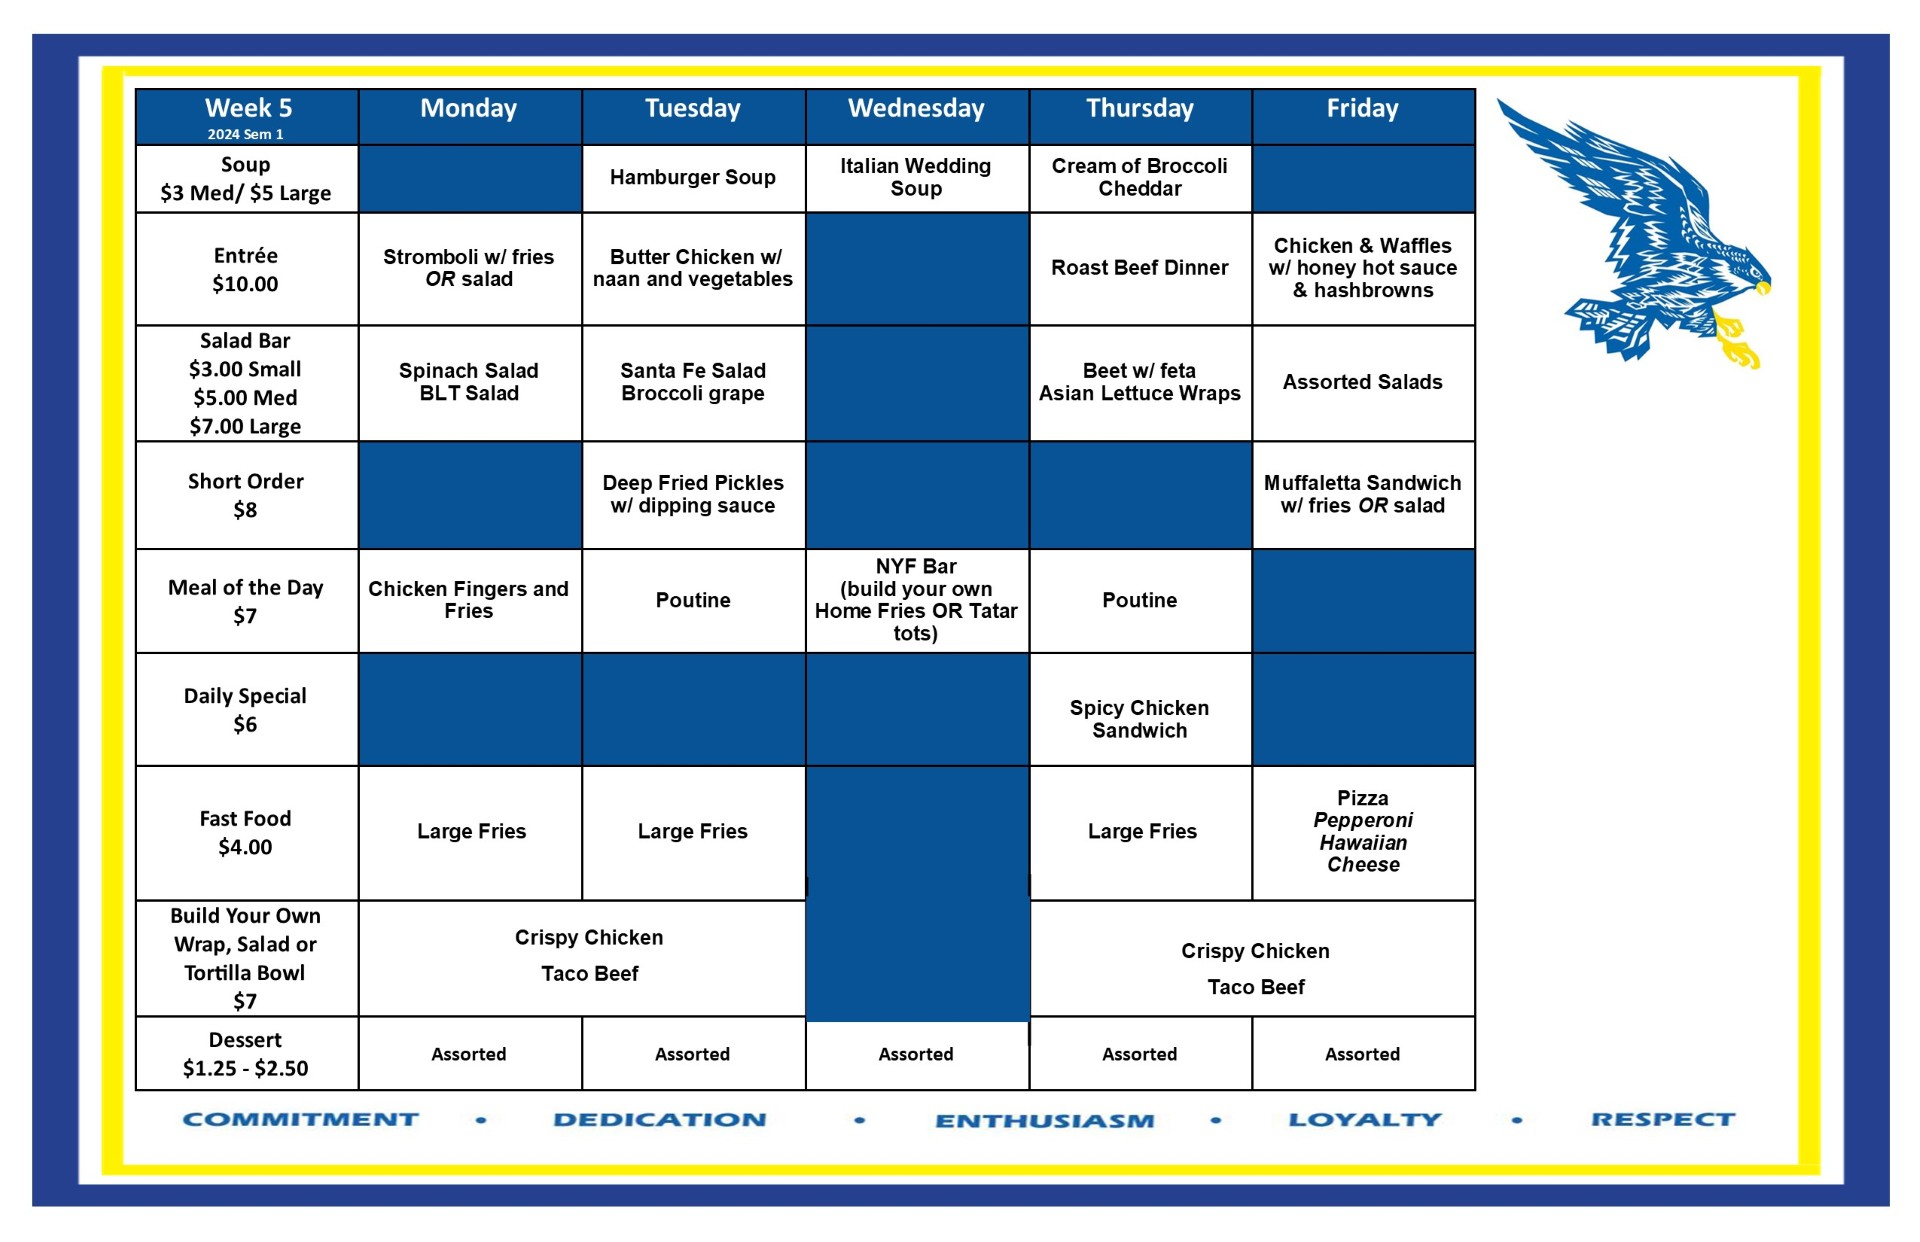 Week 5
2024 Sem 1
Monday
Tuesday
Wednesday
Thursday
Friday
Soup
$3 Med/ $5 Large
Hamburger Soup
Italian Wedding
Soup
Cream of Broccoli
Cheddar
Entrée
$10.00
Stromboli w/ fries
OR salad
Butter Chicken w/
naan and vegetables
Roast Beef Dinner
Chicken & Waffles
w/ honey hot sauce
& hashbrowns
Salad Bar
$3.00 Small
$5.00 Med
$7.00 Large
Spinach Salad
BLT Salad
Santa Fe Salad
Broccoli grape
Beet w/ feta
Asian Lettuce Wraps
Assorted Salads
Short Order
$8
Deep Fried Pickles
w/ dipping sauce
Muffaletta Sandwich
w/ fries OR salad
Meal of the Day
$7
Chicken Fingers and
Fries
Poutine
NYF Bar
(build your own
Home Fries OR Tatar
tots)
Poutine
Daily Special
$6
Spicy Chicken
Sandwich
Fast Food
$4.00
Large Fries
Large Fries
Large Fries
Pizza
Pepperoni
Hawaiian
Cheese
Build Your Own
Wrap, Salad or
Tortilla Bowl
$7
Crispy Chicken
Taco Beef
Crispy Chicken
Taco Beef
Dessert
$1.25 - $2.50
Assorted
Assorted
Assorted
Assorted
Assorted
COMMITMENT • DEDICATION • ENTHUSIASM • LOYALTY • RESPECT